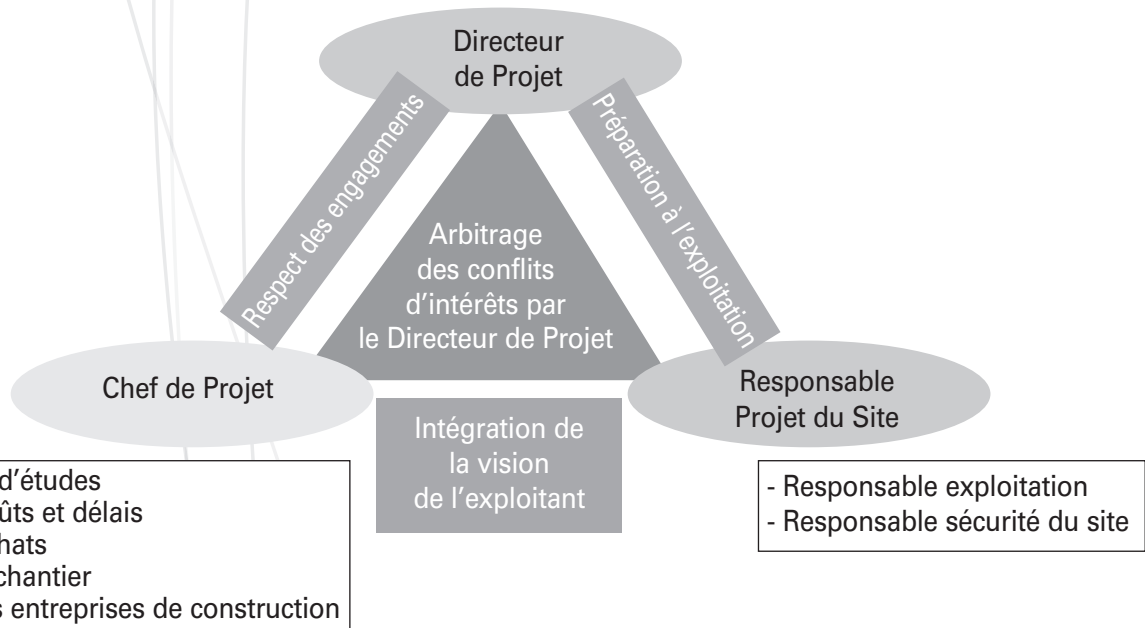 Directeur
de Projet
Respect des engagements
Préparation à l'exploitation
Arbitrage
des conflits
d'intérêts par
le Directeur de Projet
Chef de Projet
Responsable
Projet du Site
Intégration de
la vision
de l'exploitant
d'études
ûts et délais
hats
chantier
s entreprises de construction
- Responsable exploitation
- Responsable sécurité du site